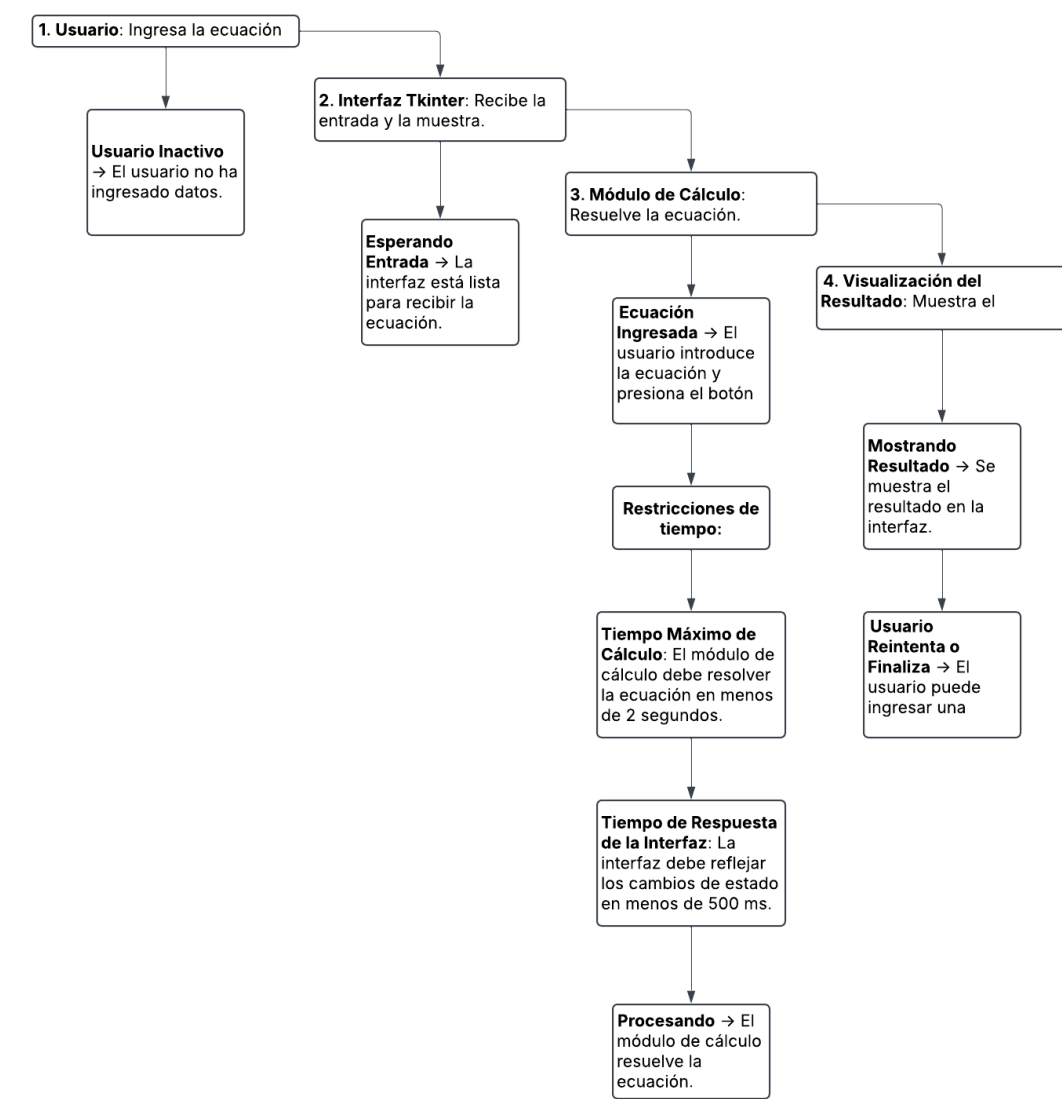 1. Usuario: Ingresa la ecuación
2. Interfaz Tkinter: Recibe la
entrada y la muestra.
Usuario Inactivo
→ El usuario no ha
ingresado datos.
3. Módulo de Cálculo:
Resuelve la ecuación.
Esperando
Entrada → La
interfaz está lista
para recibir la
ecuación.
4. Visualización del
Resultado: Muestra el
Ecuación
Ingresada → El
usuario introduce
la ecuación y
presiona el botón
Mostrando
Resultado → Se
muestra el
resultado en la
interfaz.
Restricciones de
tiempo:
Tiempo Máximo de
Cálculo: El módulo de
cálculo debe resolver
la ecuación en menos
de 2 segundos.
Usuario
Reintenta o
Finaliza → El
usuario puede
ingresar una
Tiempo de Respuesta
de la Interfaz: La
interfaz debe reflejar
los cambios de estado
en menos de 500 ms.
Procesando → El
módulo de cálculo
resuelve la
ecuación.